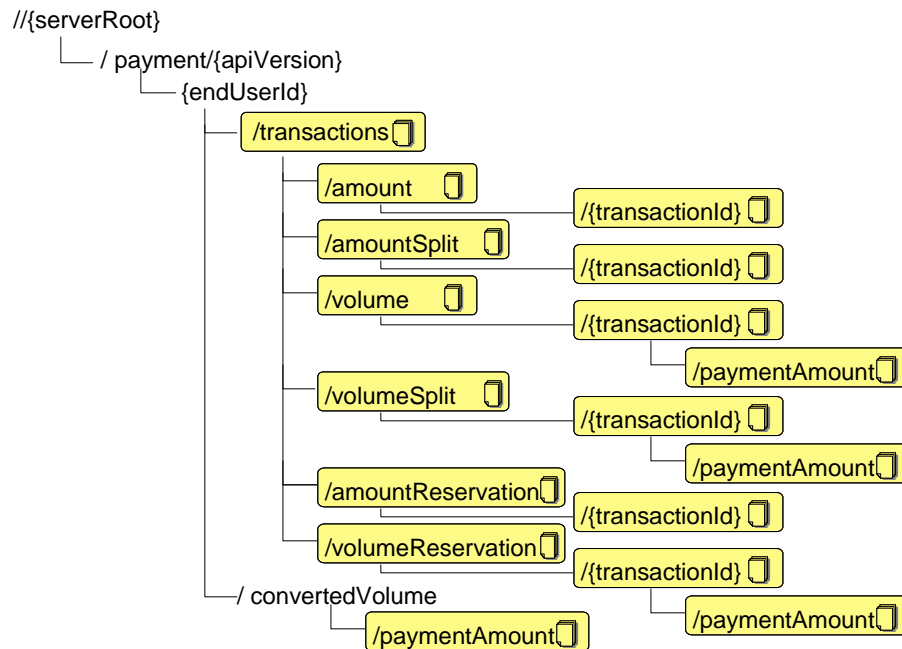 //{serverRoot}
/ payment/{apiVersion}
{endUserId}
/transactions
/amount
/{transactionId}
/amountSplit
/{transactionId}
/volume
/{transactionId}
/paymentAmount
/volumeSplit
/{transactionId}
/paymentAmount
/amountReservation
/{transactionId}
/volumeReservation
/{transactionId}
/ convertedVolume
/paymentAmount
/paymentAmount